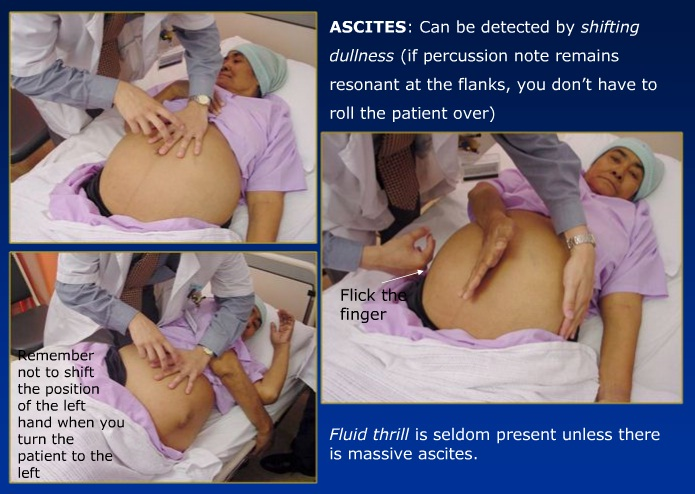 ASCITES: Can be detected by shifting
dullness (if percussion note remains
resonant at the flanks, you don't have to
roll the patient over)
Flick the
finger
Remember
not to shift
the position
of the left
hand when you
turn the
patient to the
left
Fluid thrill is seldom present unless there
is massive ascites.